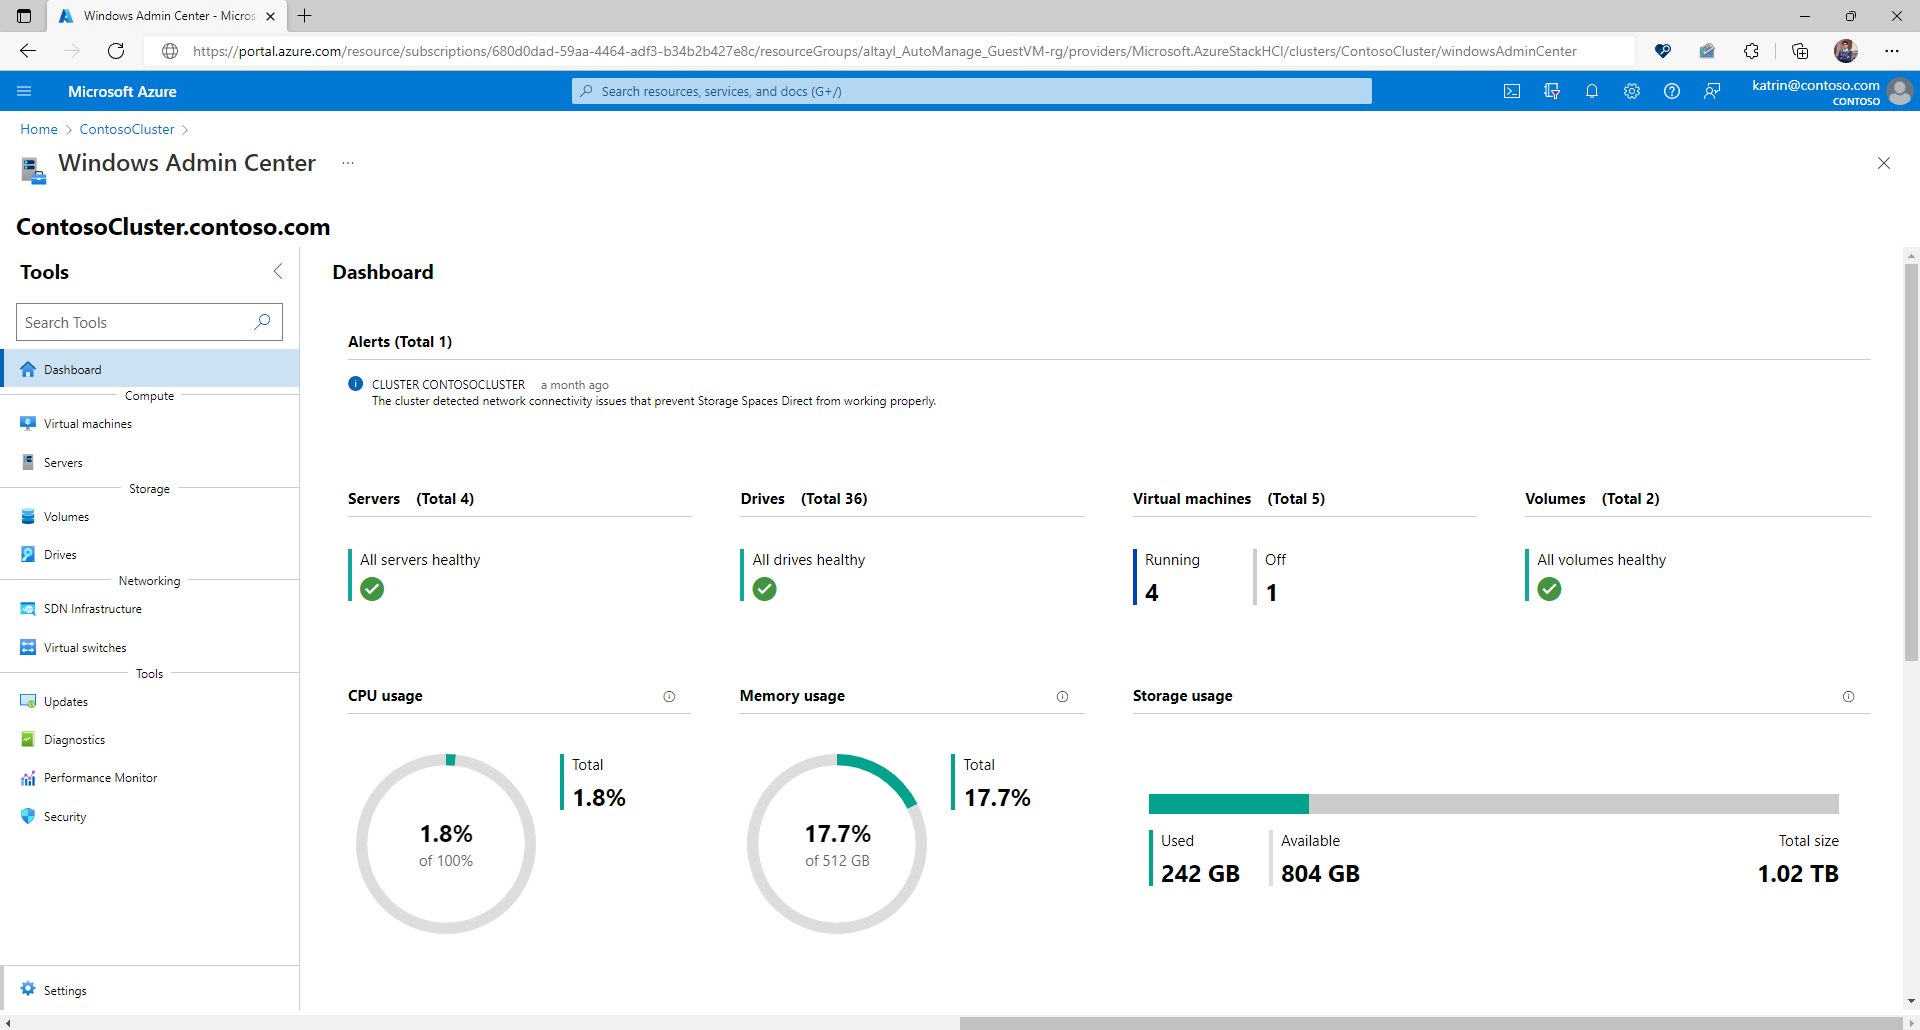 Windows Admin Center - Micros
https://portal.azure.com/resource/subscriptions/680d0dad-59aa-4464-adf3-b34b2b427e8c/resourceGroups/altayl_AutoManage_GuestVM-rg/providers/Microsoft.AzureStackHCI/clusters/ContosoCluster/windowsAdminCenter
Microsoft Azure
Search resources, services, and docs (G+/)
katrin@contoso.com
CONTOSO
Home > ContosoCluster >
Windows Admin Center ...
ContosoCluster.contoso.com
Tools
Search Tools
Dashboard
Compute
Virtual machines
Servers
Storage
Volumes
Drives
Networking
SDN Infrastructure
Virtual switches
Tools
Updates
Diagnostics
Performance Monitor
Security
Settings
Dashboard
Alerts (Total 1)
CLUSTER CONTOSOCLUSTER a month ago
The cluster detected network connectivity issues that prevent Storage Spaces Direct from working properly.
Servers (Total 4)
All servers healthy
Drives (Total 36)
All drives healthy
Virtual machines (Total 5)
Running
4
Off
1
Volumes (Total 2)
All volumes healthy
CPU usage
1.8%
of 100%
Total
1.8%
Memory usage
17.7%
of 512 GB
Total
17.7%
Storage usage
Used
242 GB
Available
804 GB
Total size
1.02 TB